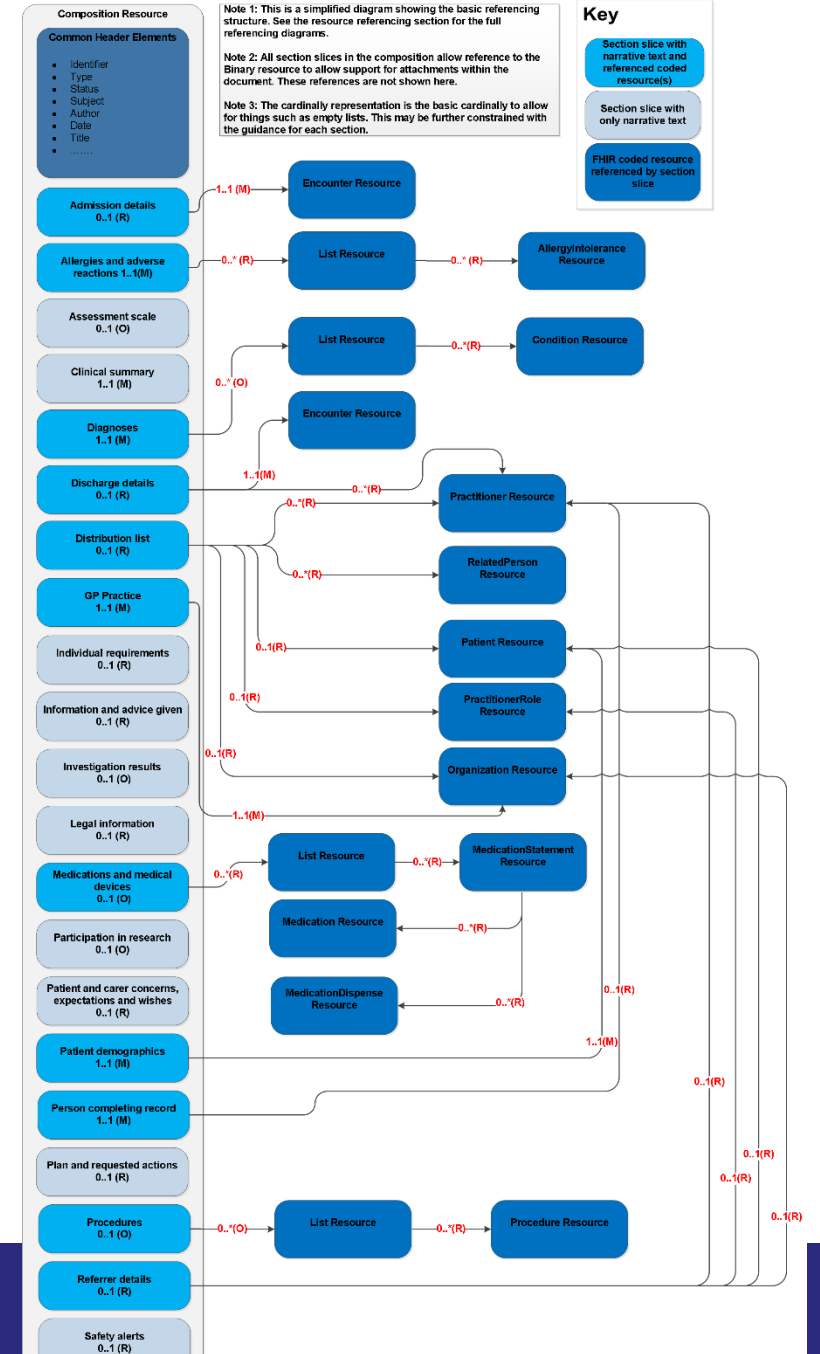 Composition Resource
Common Header Elements
▪ Identifier
▪ Type
▪ Status
▪ Subject
▪ Author
▪ Date
▪ Title
▪ …….
Note 1: This is a simplified diagram showing the basic referencing
structure. See the resource referencing section for the full
referencing diagrams.
Note 2: All section slices in the composition allow reference to the
Binary resource to allow support for attachments within the
document. These references are not shown here.
Note 3: The cardinally representation is the basic cardinally to allow
for things such as empty lists. This may be further constrained with
the guidance for each section.
Key
Section slice with
narrative text and
referenced coded
resource(s)
Section slice with
only narrative text
FHIR coded resource
referenced by section
slice
Admission details
0..1 (R)
1..1 (M)
Encounter Resource
Allergies and adverse
reactions 1..1(M)
0..* (R)
List Resource
0..* (R)
AllergyIntolerance
Resource
Assessment scale
0..1 (O)
Clinical summary
1..1 (M)
Diagnoses
1..1 (M)
0..* (O)
List Resource
0..*(R)
Condition Resource
Discharge details
0..1 (R)
1..1(M)
Encounter Resource
0..*(R)
Practitioner Resource
Distribution list
0..1 (R)
0..*(R)
0..*(R)
RelatedPerson
Resource
0..1(R)
Patient Resource
0..1(R)
PractitionerRole
Resource
0..1(R)
Organization Resource
GP Practice
1..1 (M)
1..1(M)
Individual requirements
0..1 (R)
Information and advice given
0..1 (R)
Investigation results
0..1 (O)
Legal information
0..1 (R)
Medications and medical
devices
0..1 (O)
0..*(R)
List Resource
0..*(R)
MedicationStatement
Resource
Medication Resource
0..*(R)
MedicationDispense
Resource
0..*(R)
Participation in research
0..1 (O)
Patient and carer concerns,
expectations and wishes
0..1 (R)
Patient demographics
1..1 (M)
1..1(M)
Person completing record
1..1 (M)
0..1(R)
Plan and requested actions
0..1 (R)
Procedures
0..1 (O)
0..*(O)
List Resource
0..*(R)
Procedure Resource
Referrer details
0..1 (R)
0..1(R)
0..1(R)
0..1(R)
0..1(R)
Safety alerts
0..1 (R)